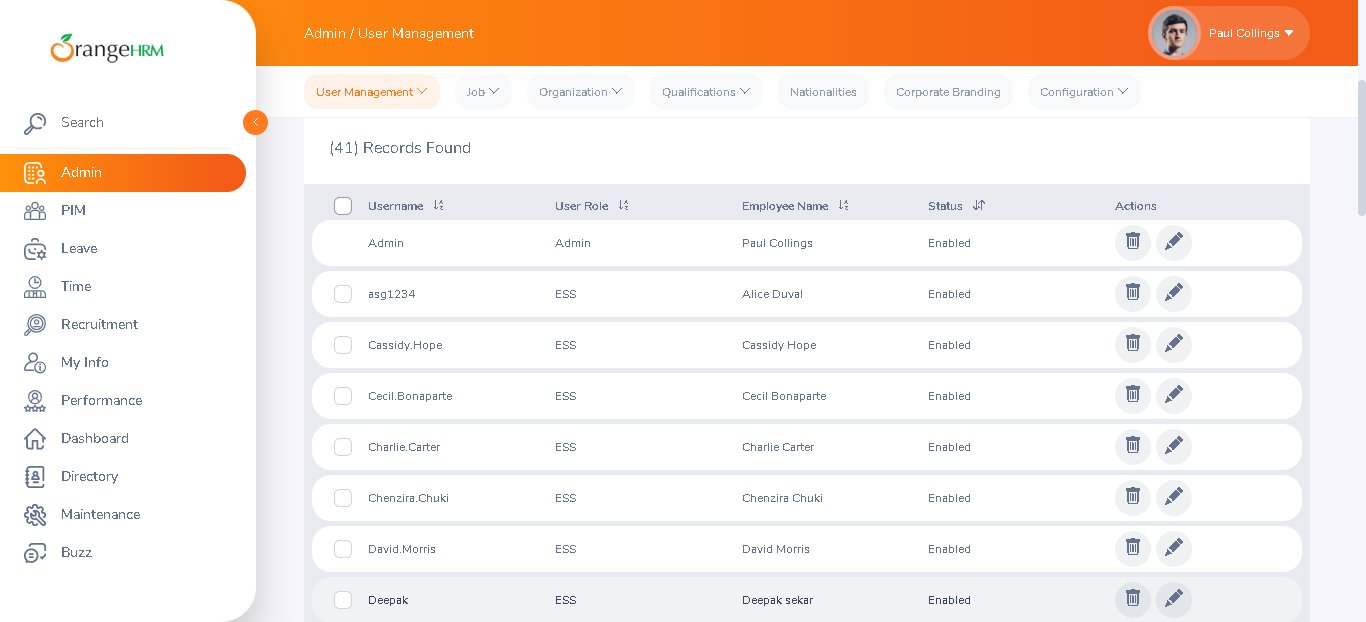 OrangeHRM
Admin / User Management
Paul Collings
User Management
Job
Organization
Qualifications
Nationalities
Corporate Branding
Configuration
Search
Admin
PIM
Leave
Time
Recruitment
My Info
Performance
Dashboard
Directory
Maintenance
Buzz
(41) Records Found
Username User Role Employee Name Status Actions
Admin Admin Paul Collings Enabled
asg1234 ESS Alice Duval Enabled
Cassidy.Hope ESS Cassidy Hope Enabled
Cecil.Bonaparte ESS Cecil Bonaparte Enabled
Charlie.Carter ESS Charlie Carter Enabled
Chenzira.Chuki ESS Chenzira Chuki Enabled
David.Morris ESS David Morris Enabled
Deepak ESS Deepak sekar Enabled